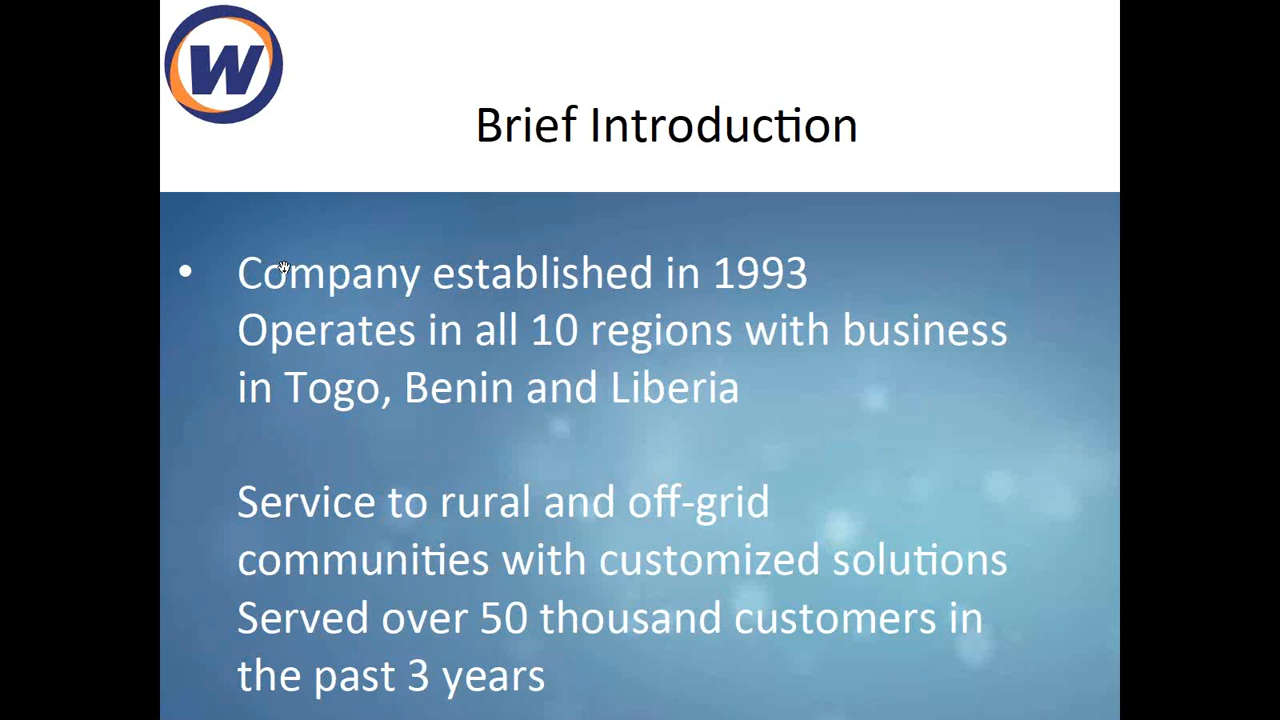 W
Brief Introduction
• Company established in 1993
Operates in all 10 regions with business
in Togo, Benin and Liberia
Service to rural and off-grid
communities with customized solutions
Served over 50 thousand customers in
the past 3 years